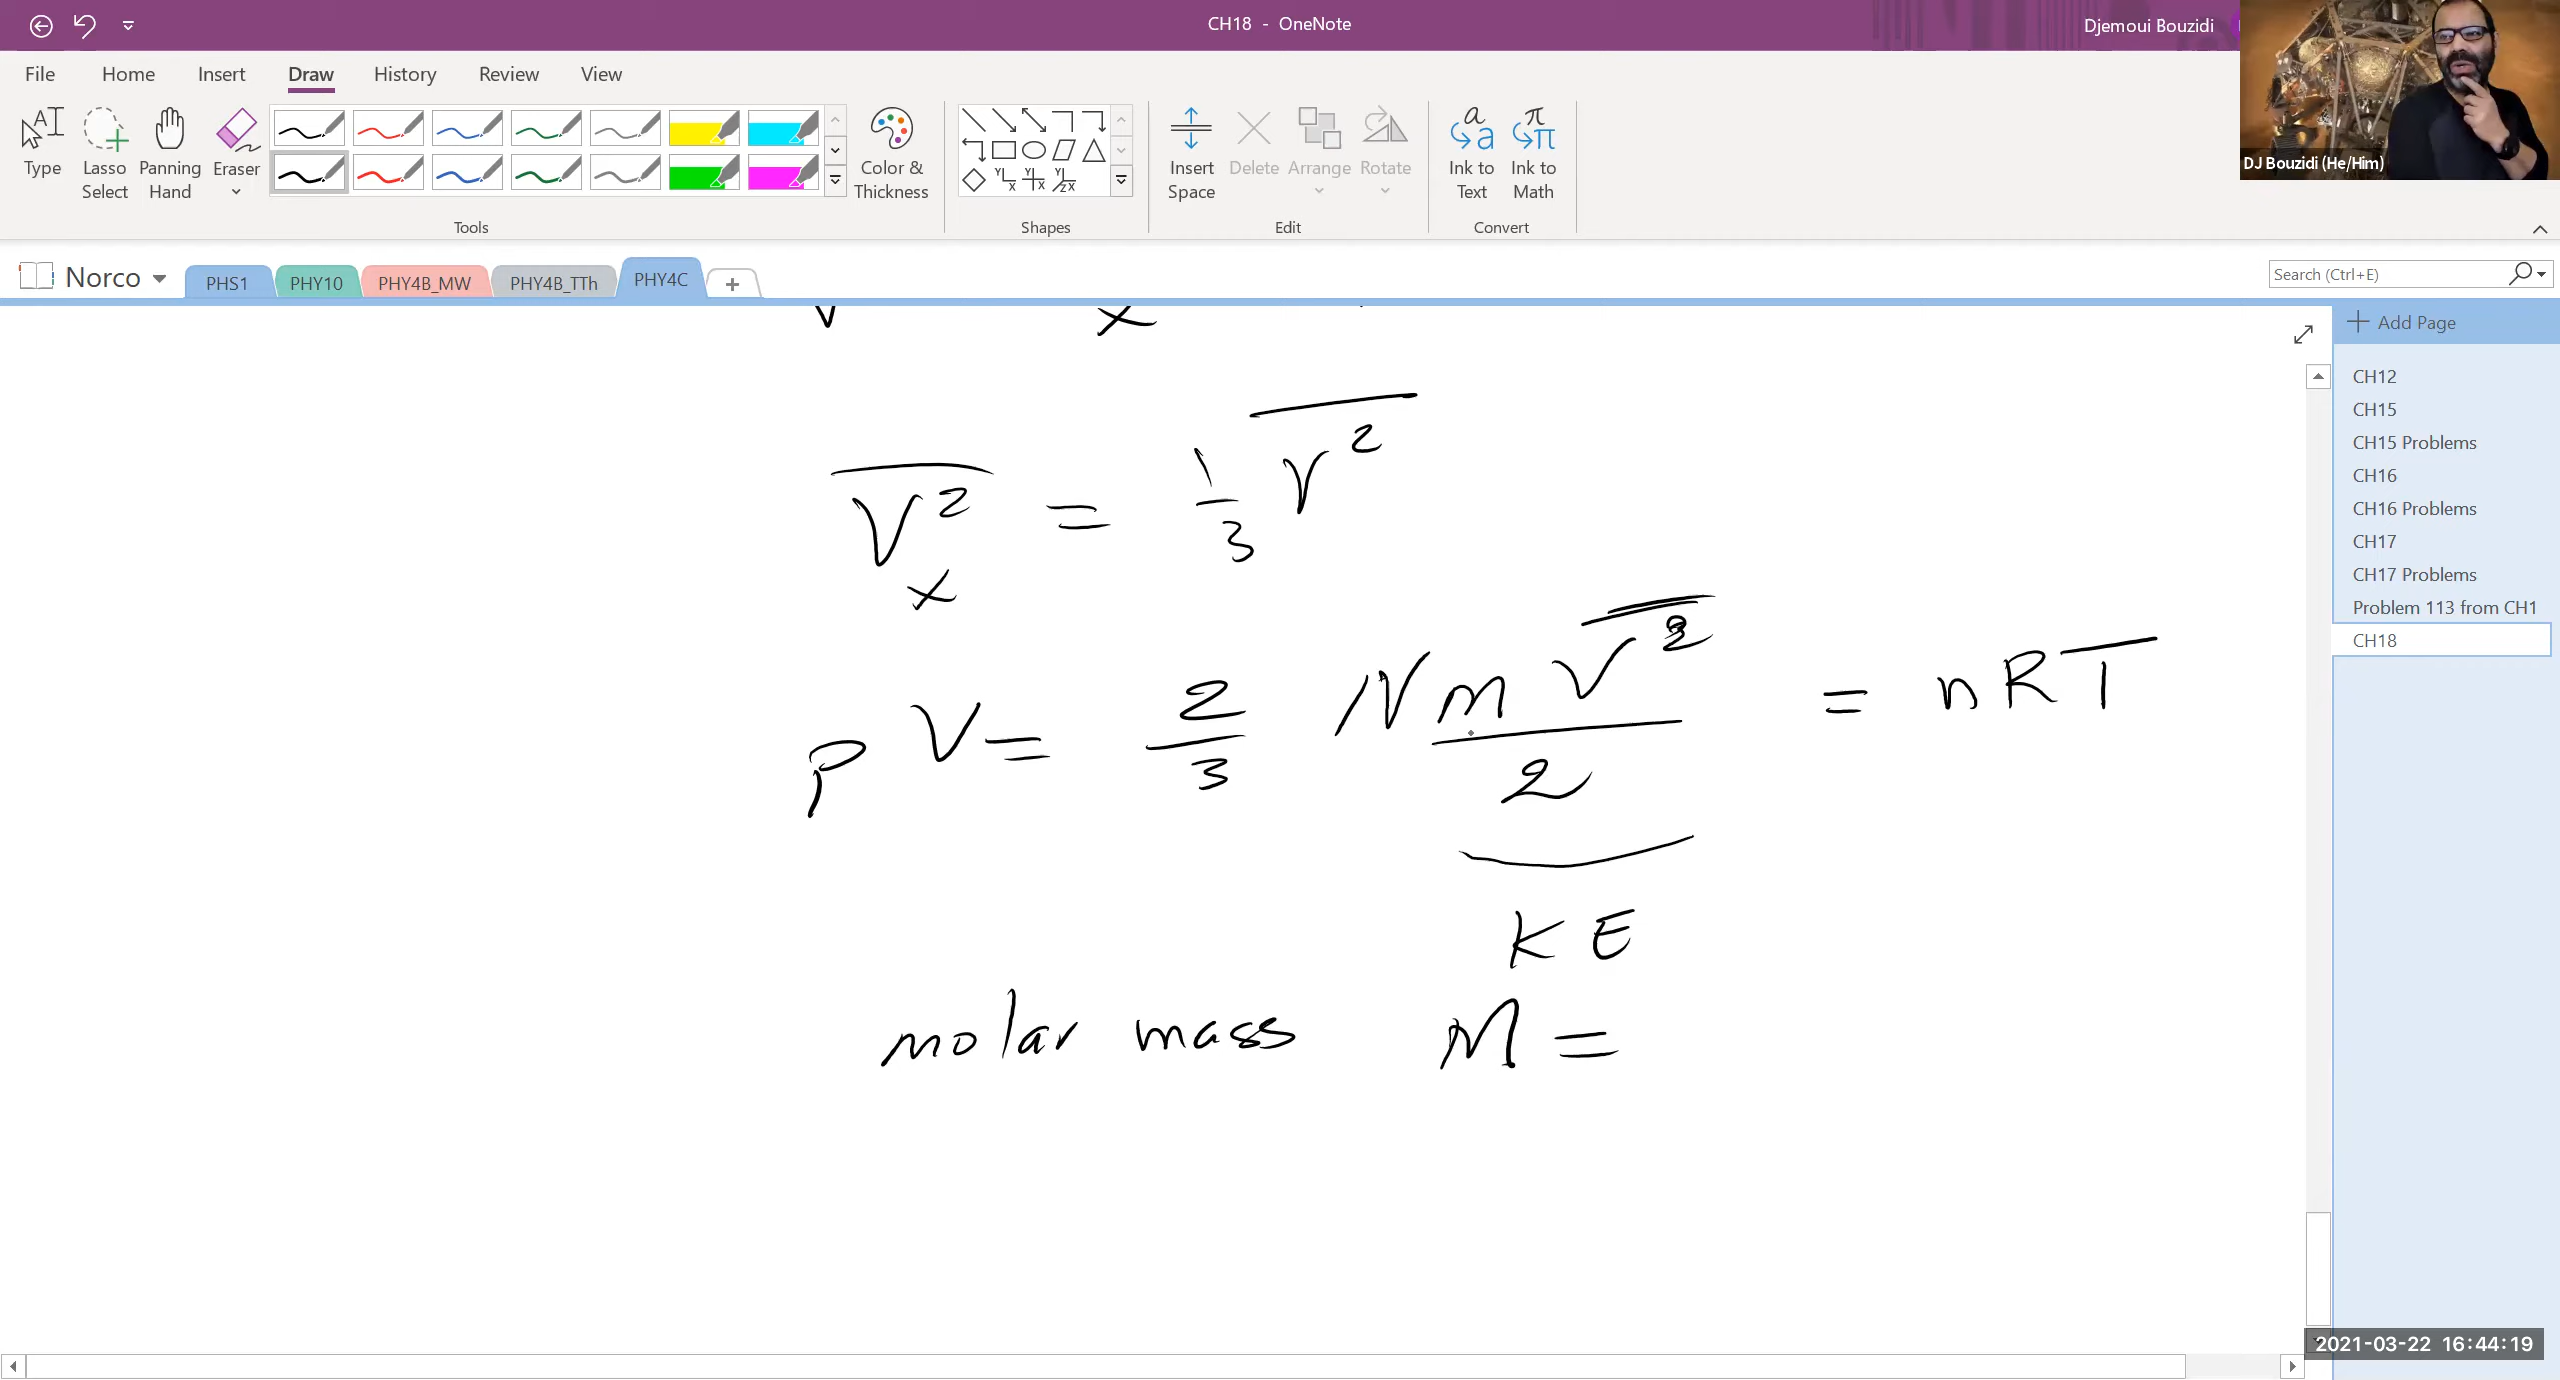 CH18 - OneNote
Djemoui Bouzidi
File Home Insert Draw History Review View
Type
Lasso Select
Panning Hand
Eraser
Color & Thickness
Insert Space
Delete
Arrange
Rotate
Ink to Text
Ink to Math
Tools
Shapes
Edit
Convert
DJ Bouzidi (He/Him)
Norco
PHS1 PHY10 PHY4B_MW PHY4B_TTh PHY4C
Search (Ctrl+E)
Add Page
CH12
CH15
CH15 Problems
CH16
CH16 Problems
CH17
CH17 Problems
Problem 113 from CH1
CH18
V x
V̅ₓ² = 1/3 v̅²
P V = 2/3 N m v̅²/2 = nRT
KE
molar mass M =
2021-03-22 16:44:19